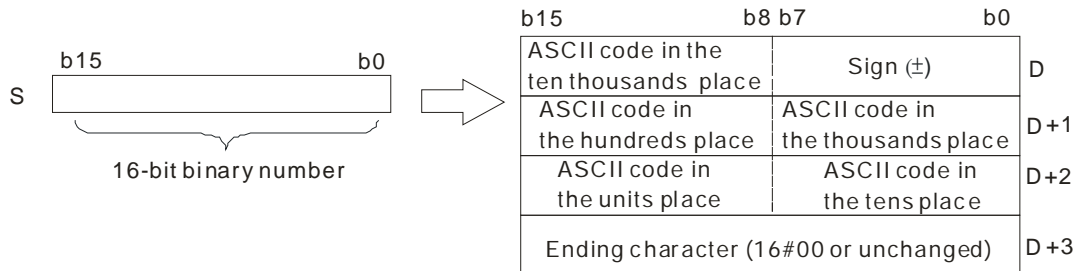 b15 b8 b7 b0
b15 b0
S
16-bit binary number
ASCII code in the
ten thousands place
Sign (±)
D
ASCII code in
the hundreds place
ASCII code in
the thousands place
D+1
ASCII code in
the units place
ASCII code in
the tens place
D+2
Ending character (16#00 or unchanged)
D+3